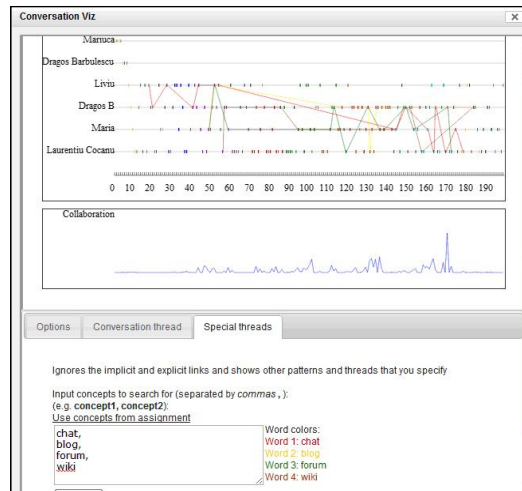 Conversation Viz
Mariuca
Dragos Barbulescu
Liviu
Dragos B
Maria
Laurentiu Cocanu
0 10 20 30 40 50 60 70 80 90 100 110 120 130 140 150 160 170 180 190
Collaboration
Options Conversation thread Special threads
Ignores the implicit and explicit links and shows other patterns and threads that you specify
Input concepts to search for (separated by commas , ):
(e.g. concept1, concept2):
Use concepts from assignment
chat,
blog,
forum,
wiki
Word colors:
Word 1: chat
Word 2: blog
Word 3: forum
Word 4: wiki